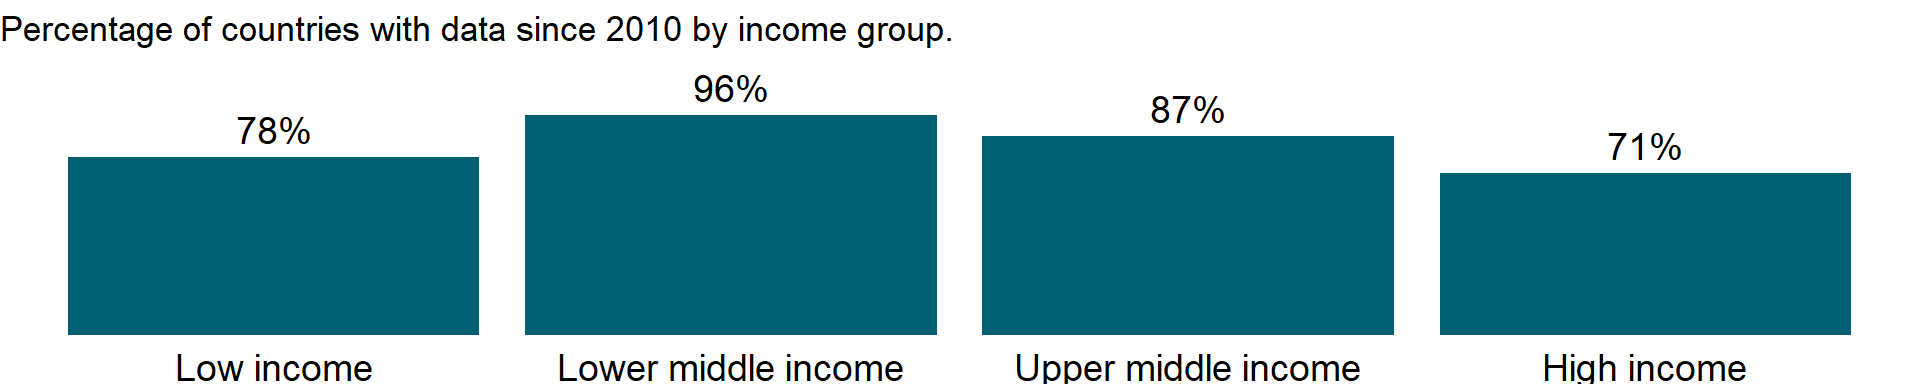 Percentage of countries with data since 2010 by income group.
96%
87%
78%
71%
Low income Lower middle income Upper middle income High income